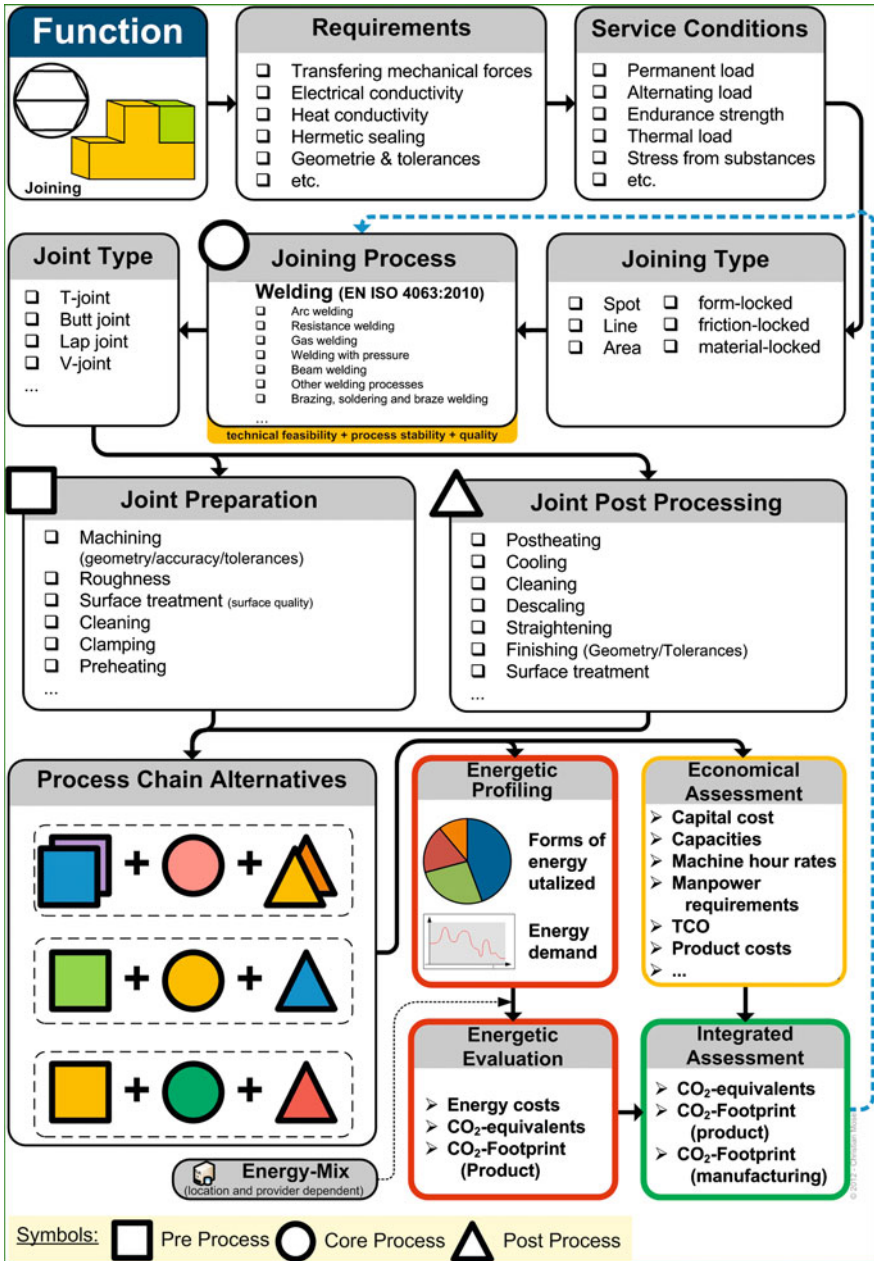 Function
Joining
Requirements
❑ Transfering mechanical forces
❑ Electrical conductivity
❑ Heat conductivity
❑ Hermetic sealing
❑ Geometrie & tolerances
❑ etc.
Service Conditions
❑ Permanent load
❑ Alternating load
❑ Endurance strength
❑ Thermal load
❑ Stress from substances
❑ etc.
Joint Type
❑ T-joint
❑ Butt joint
❑ Lap joint
❑ V-joint
...
Joining Process
Welding (EN ISO 4063:2010)
❑ Arc welding
❑ Resistance welding
❑ Gas welding
❑ Welding with pressure
❑ Beam welding
❑ Other welding processes
❑ Brazing, soldering and braze welding
...
technical feasibility + process stability + quality
Joining Type
❑ Spot ❑ form-locked
❑ Line ❑ friction-locked
❑ Area ❑ material-locked
Joint Preparation
❑ Machining
(geometry/accuracy/tolerances)
❑ Roughness
❑ Surface treatment (surface quality)
❑ Cleaning
❑ Clamping
❑ Preheating
...
Joint Post Processing
❑ Postheating
❑ Cooling
❑ Cleaning
❑ Descaling
❑ Straightening
❑ Finishing (Geometry/Tolerances)
❑ Surface treatment
...
Process Chain Alternatives
+ +
+ +
+ +
Energetic
Profiling
Forms of
energy
utalized
Energy
demand
Economical
Assessment
➢ Capital cost
➢ Capacities
➢ Machine hour rates
➢ Manpower
requirements
➢ TCO
➢ Product costs
➢ ...
Energetic
Evaluation
➢ Energy costs
➢ CO₂-equivalents
➢ CO₂-Footprint
(Product)
Integrated
Assessment
➢ CO₂-equivalents
➢ CO₂-Footprint
(product)
➢ CO₂-Footprint
(manufacturing)
Energy-Mix
(location and provider dependent)
© 2012 - Christian
Symbols: Pre Process Core Process Post Process